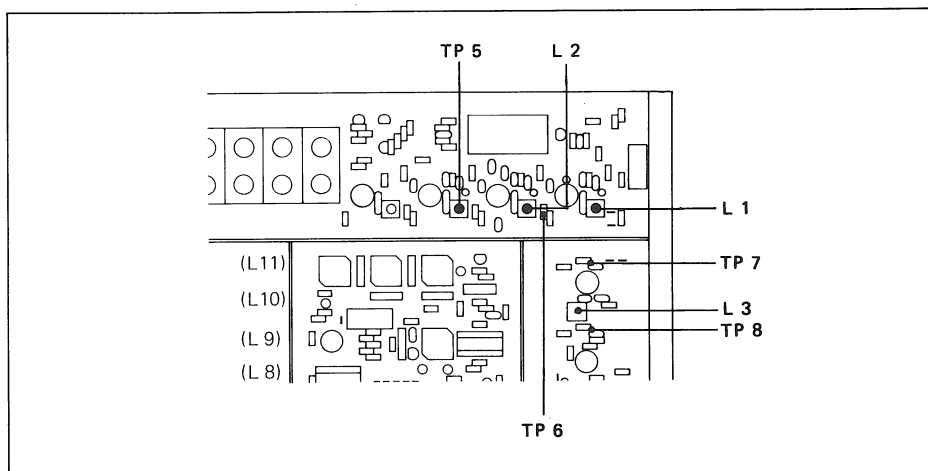 TP 5
L 2
L 1
(L11)
TP 7
(L10)
L 3
TP 8
(L 9)
(L 8)
TP 6